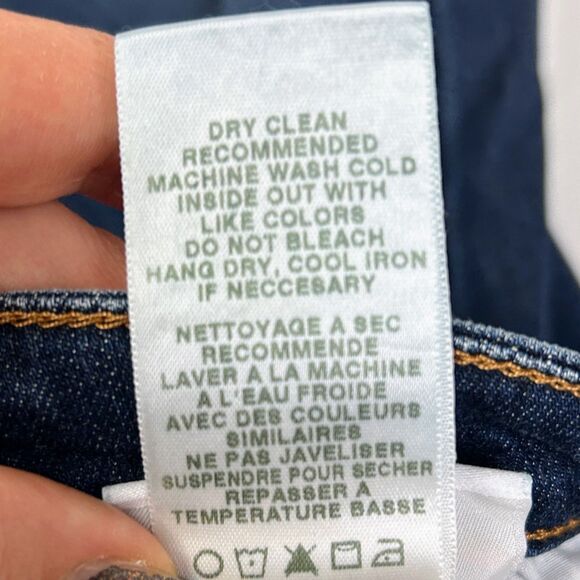 DRY CLEAN
RECOMMENDED
MACHINE WASH COLD
INSIDE OUT WITH
LIKE COLORS
DO NOT BLEACH
HANG DRY, COOL IRON
IF NECCESARY
NETTOYAGE A SEC
RECOMMENDE
LAVER A LA MACHINE
A L'EAU FROIDE
AVEC DES COULEURS
SIMILAIRES
NE PAS JAVELISER
SUSPENDRE POUR SECHER
REPASSER A
TEMPERATURE BASSE